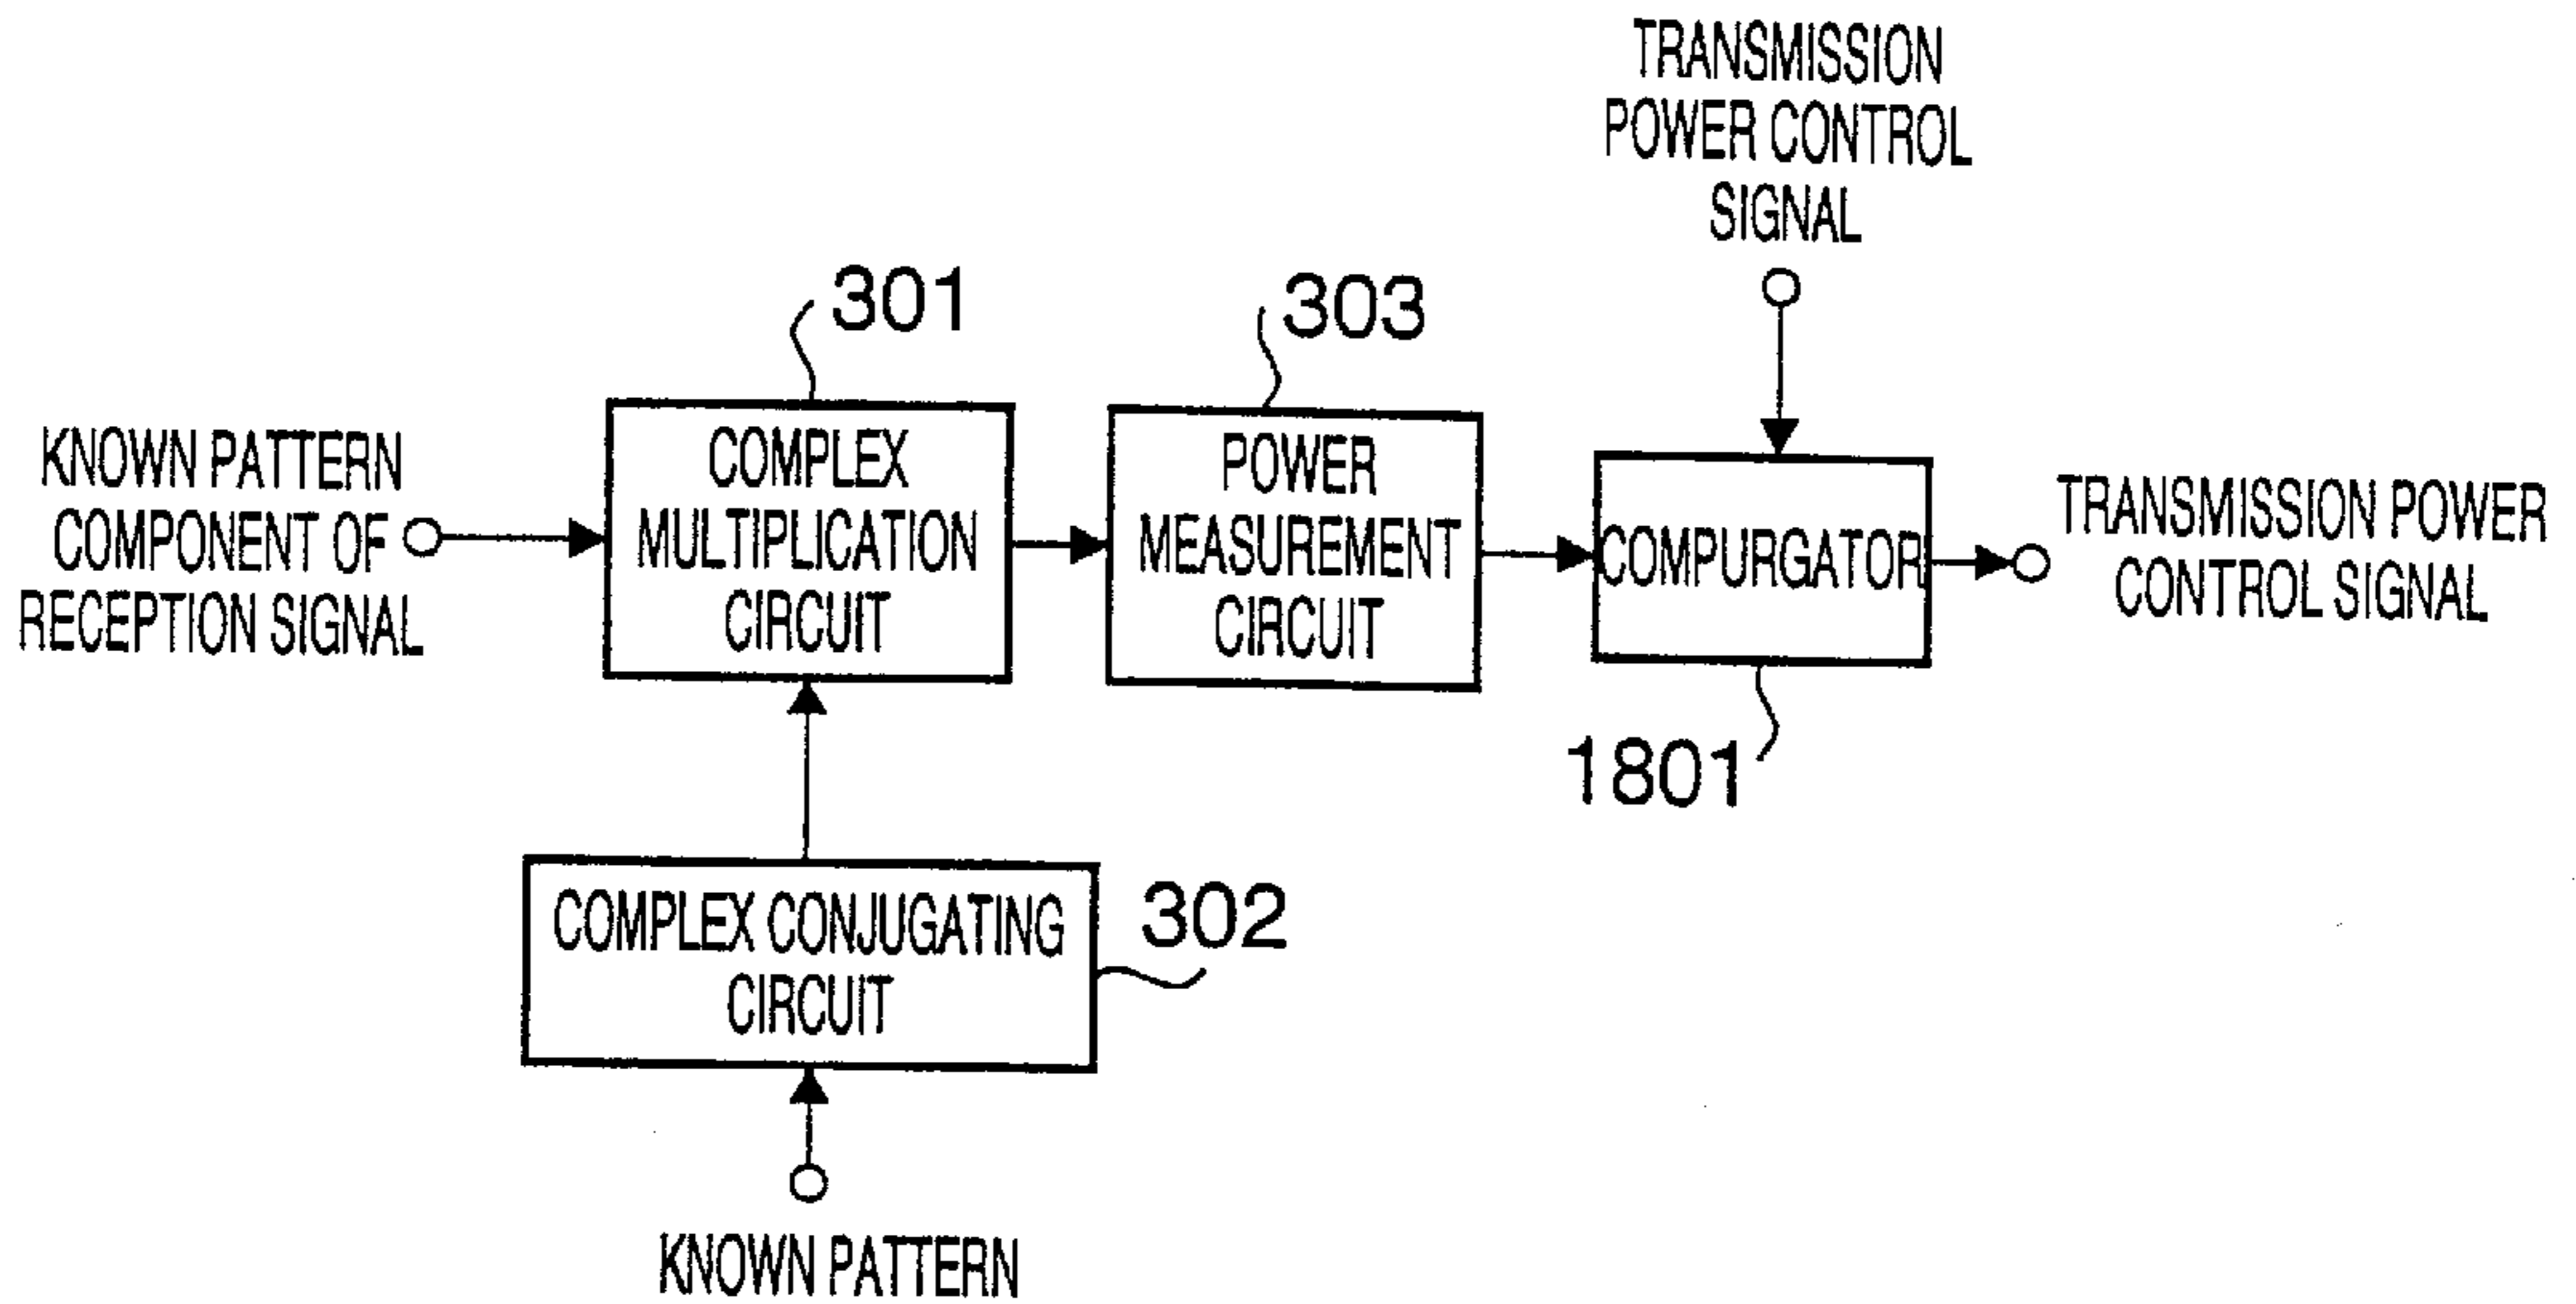 TRANSMISSION
POWER CONTROL
SIGNAL
301
303
KNOWN PATTERN
COMPONENT OF
RECEPTION SIGNAL
COMPLEX
MULTIPLICATION
CIRCUIT
POWER
MEASUREMENT
CIRCUIT
COMPURGATOR
TRANSMISSION POWER
CONTROL SIGNAL
1801
COMPLEX CONJUGATING
CIRCUIT
302
KNOWN PATTERN